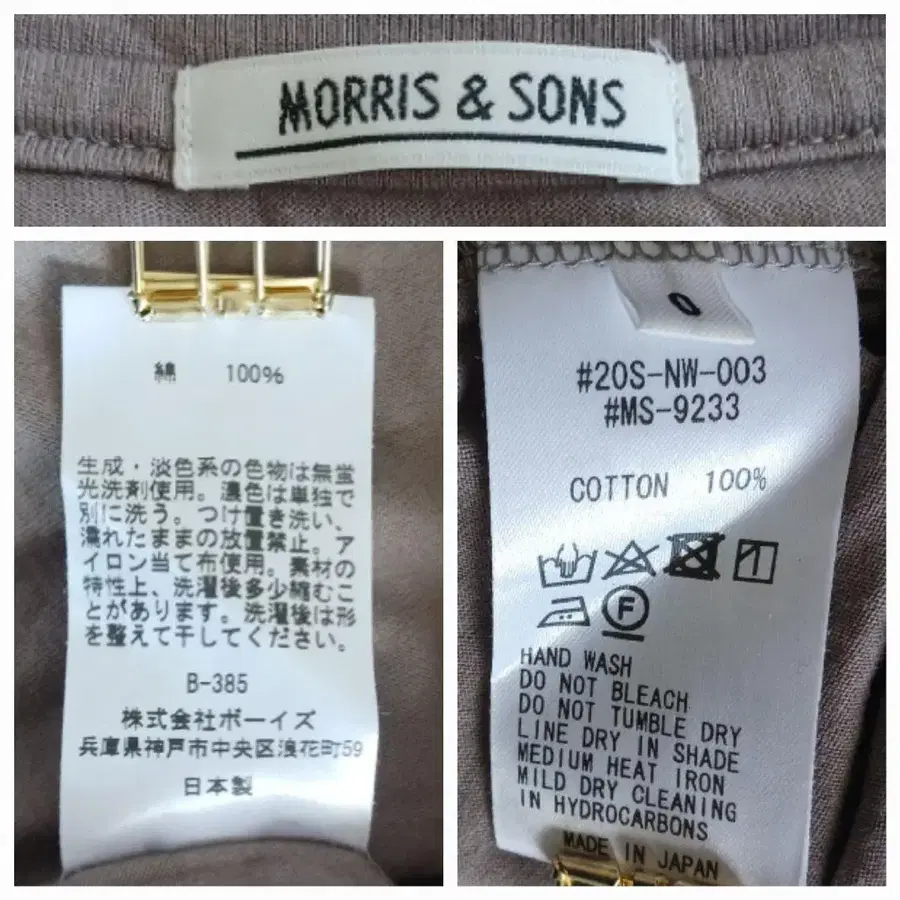 MORRIS & SONS
綿 100%
生成・淡色系の色物は無蛍
光洗剤使用。濃色は単独で
別に洗う。つけ置き洗い、
濡れたままの放置禁止。ア
イロン当て布使用。素材の
特性上、洗濯後多少縮むこ
とがあります。洗濯後は形
を整えて干してください。
B-385
株式会社ボーイズ
兵庫県神戸市中央区浪花町59
日本製
0
#20S-NW-003
#MS-9233
COTTON 100%
F
HAND WASH
DO NOT BLEACH
DO NOT TUMBLE DRY
LINE DRY IN SHADE
MEDIUM HEAT IRON
MILD DRY CLEANING
IN HYDROCARBONS
MADE IN JAPAN